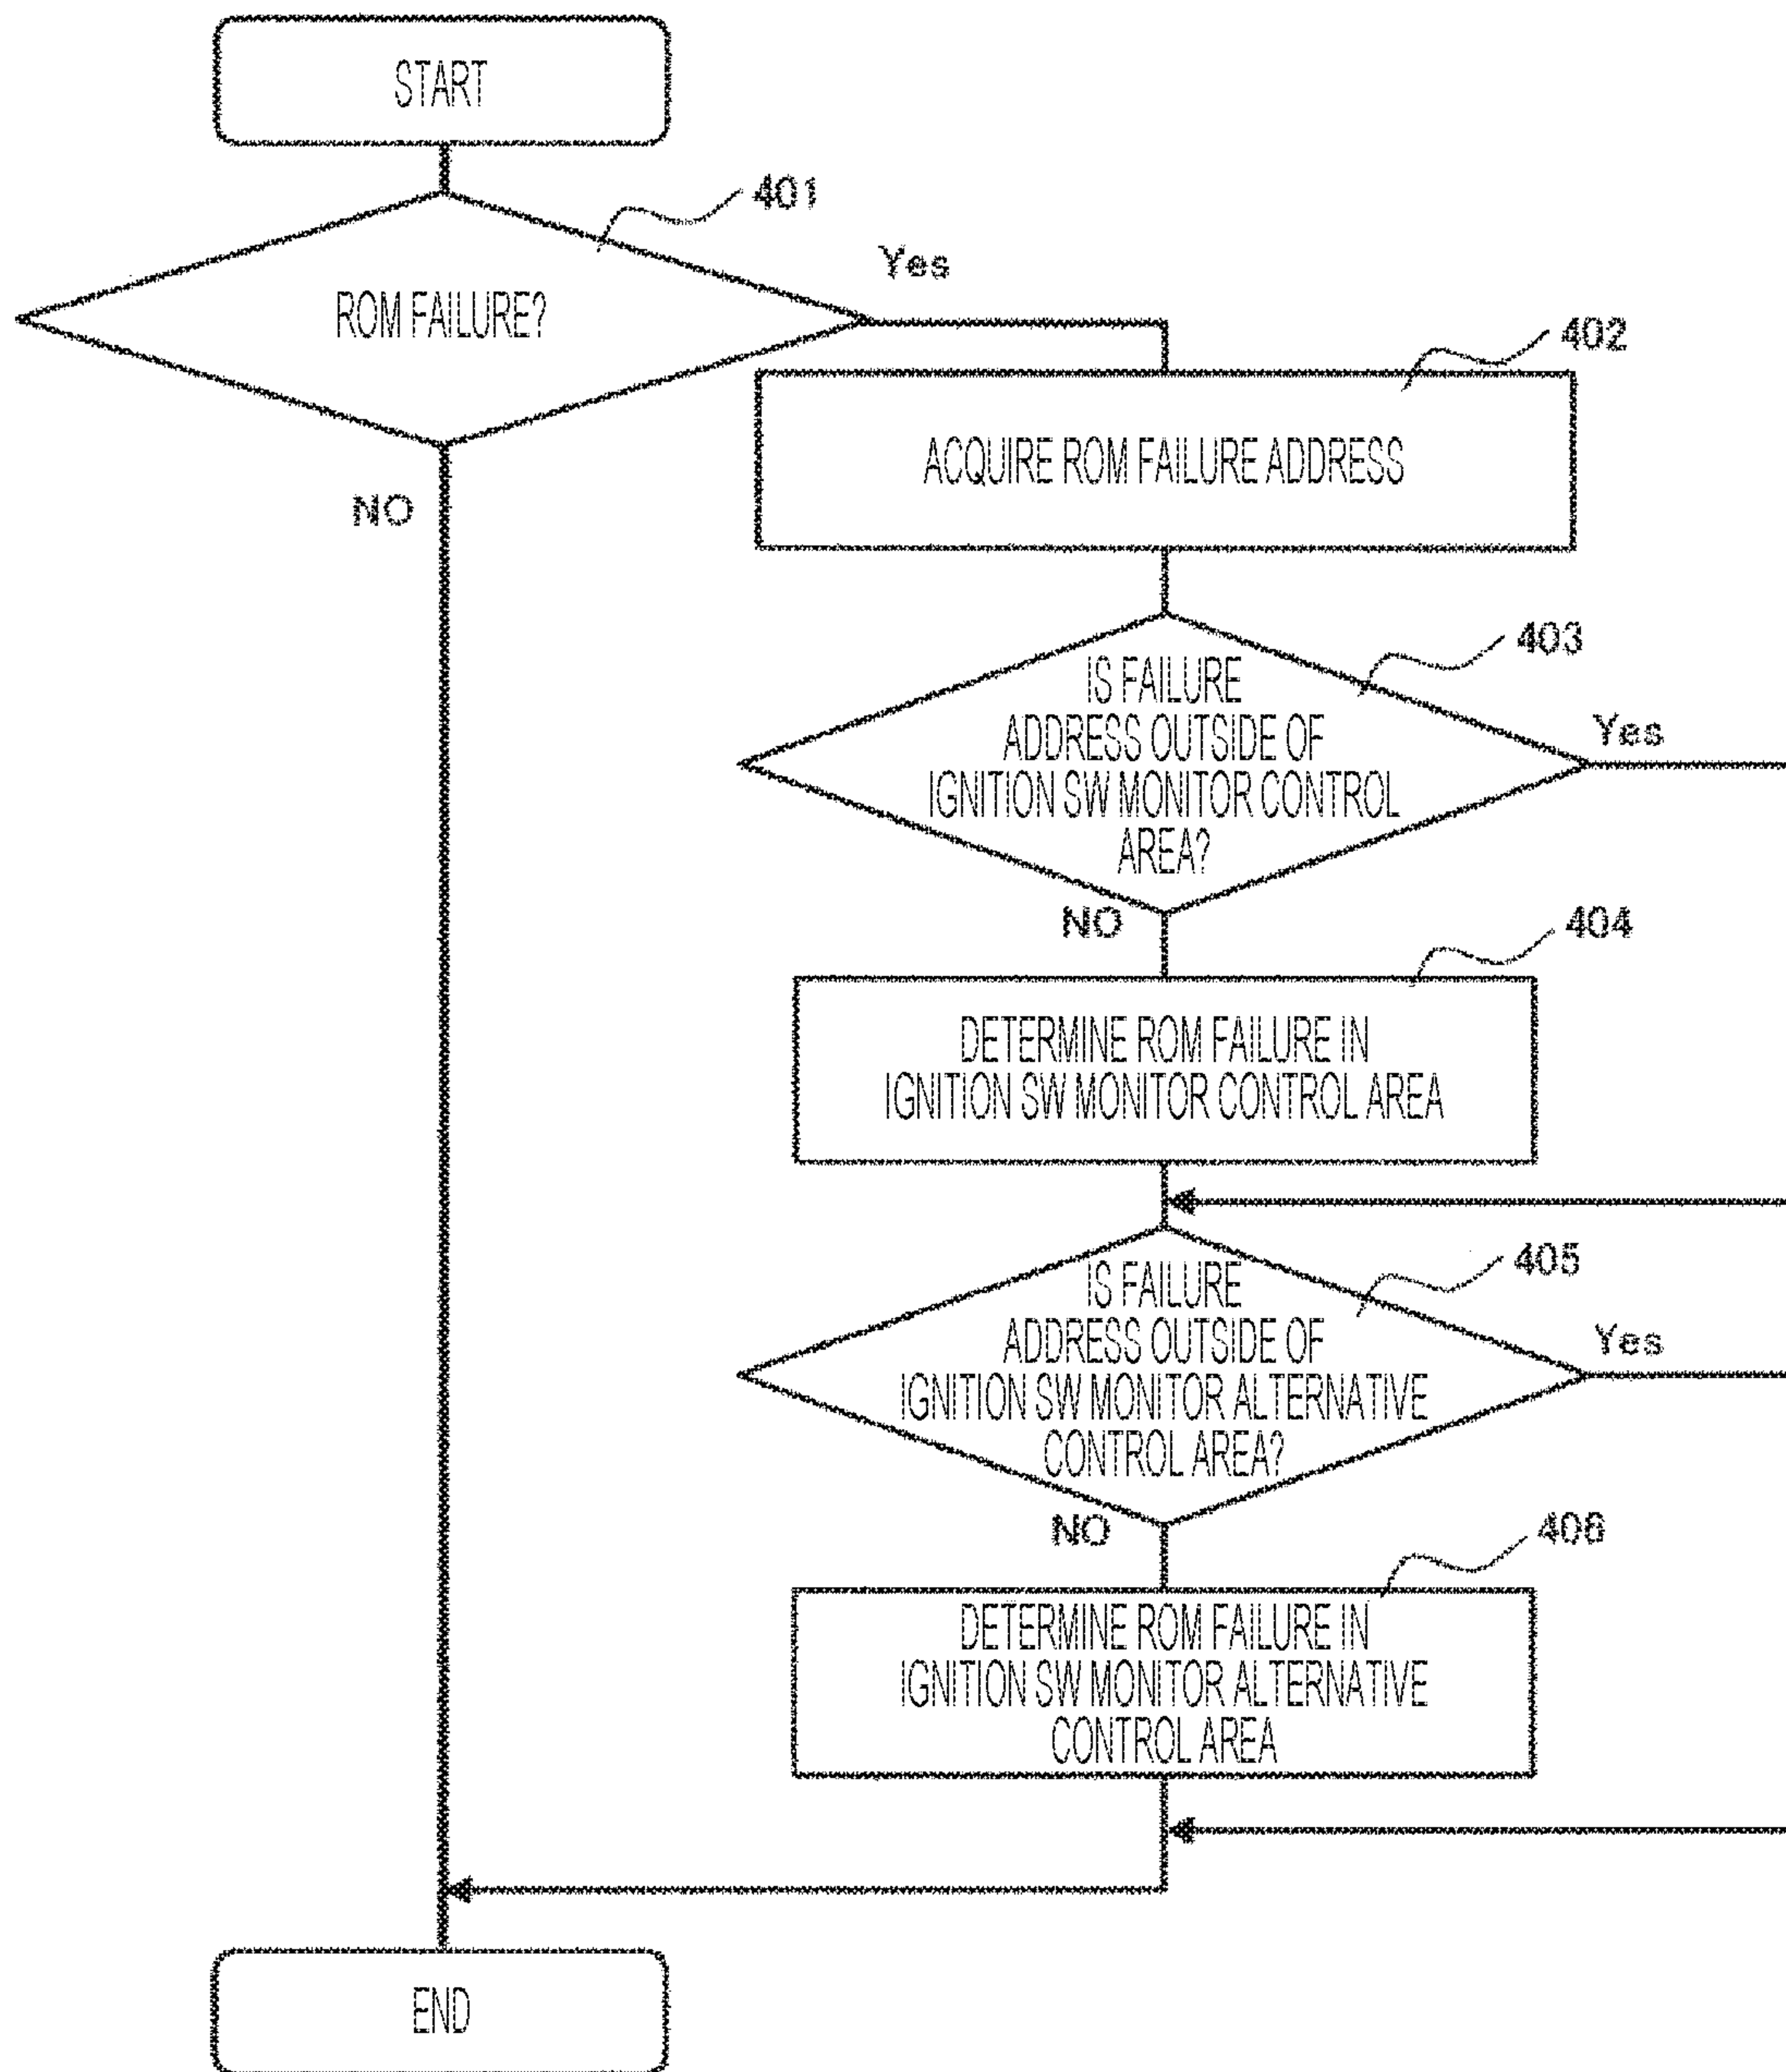 START
401
ROM FAILURE?
Yes
NO
402
ACQUIRE ROM FAILURE ADDRESS
403
IS FAILURE
ADDRESS OUTSIDE OF
IGNITION SW MONITOR CONTROL
AREA?
Yes
NO
404
DETERMINE ROM FAILURE IN
IGNITION SW MONITOR CONTROL AREA
405
IS FAILURE
ADDRESS OUTSIDE OF
IGNITION SW MONITOR ALTERNATIVE
CONTROL AREA?
Yes
NO
406
DETERMINE ROM FAILURE IN
IGNITION SW MONITOR ALTERNATIVE
CONTROL AREA
END